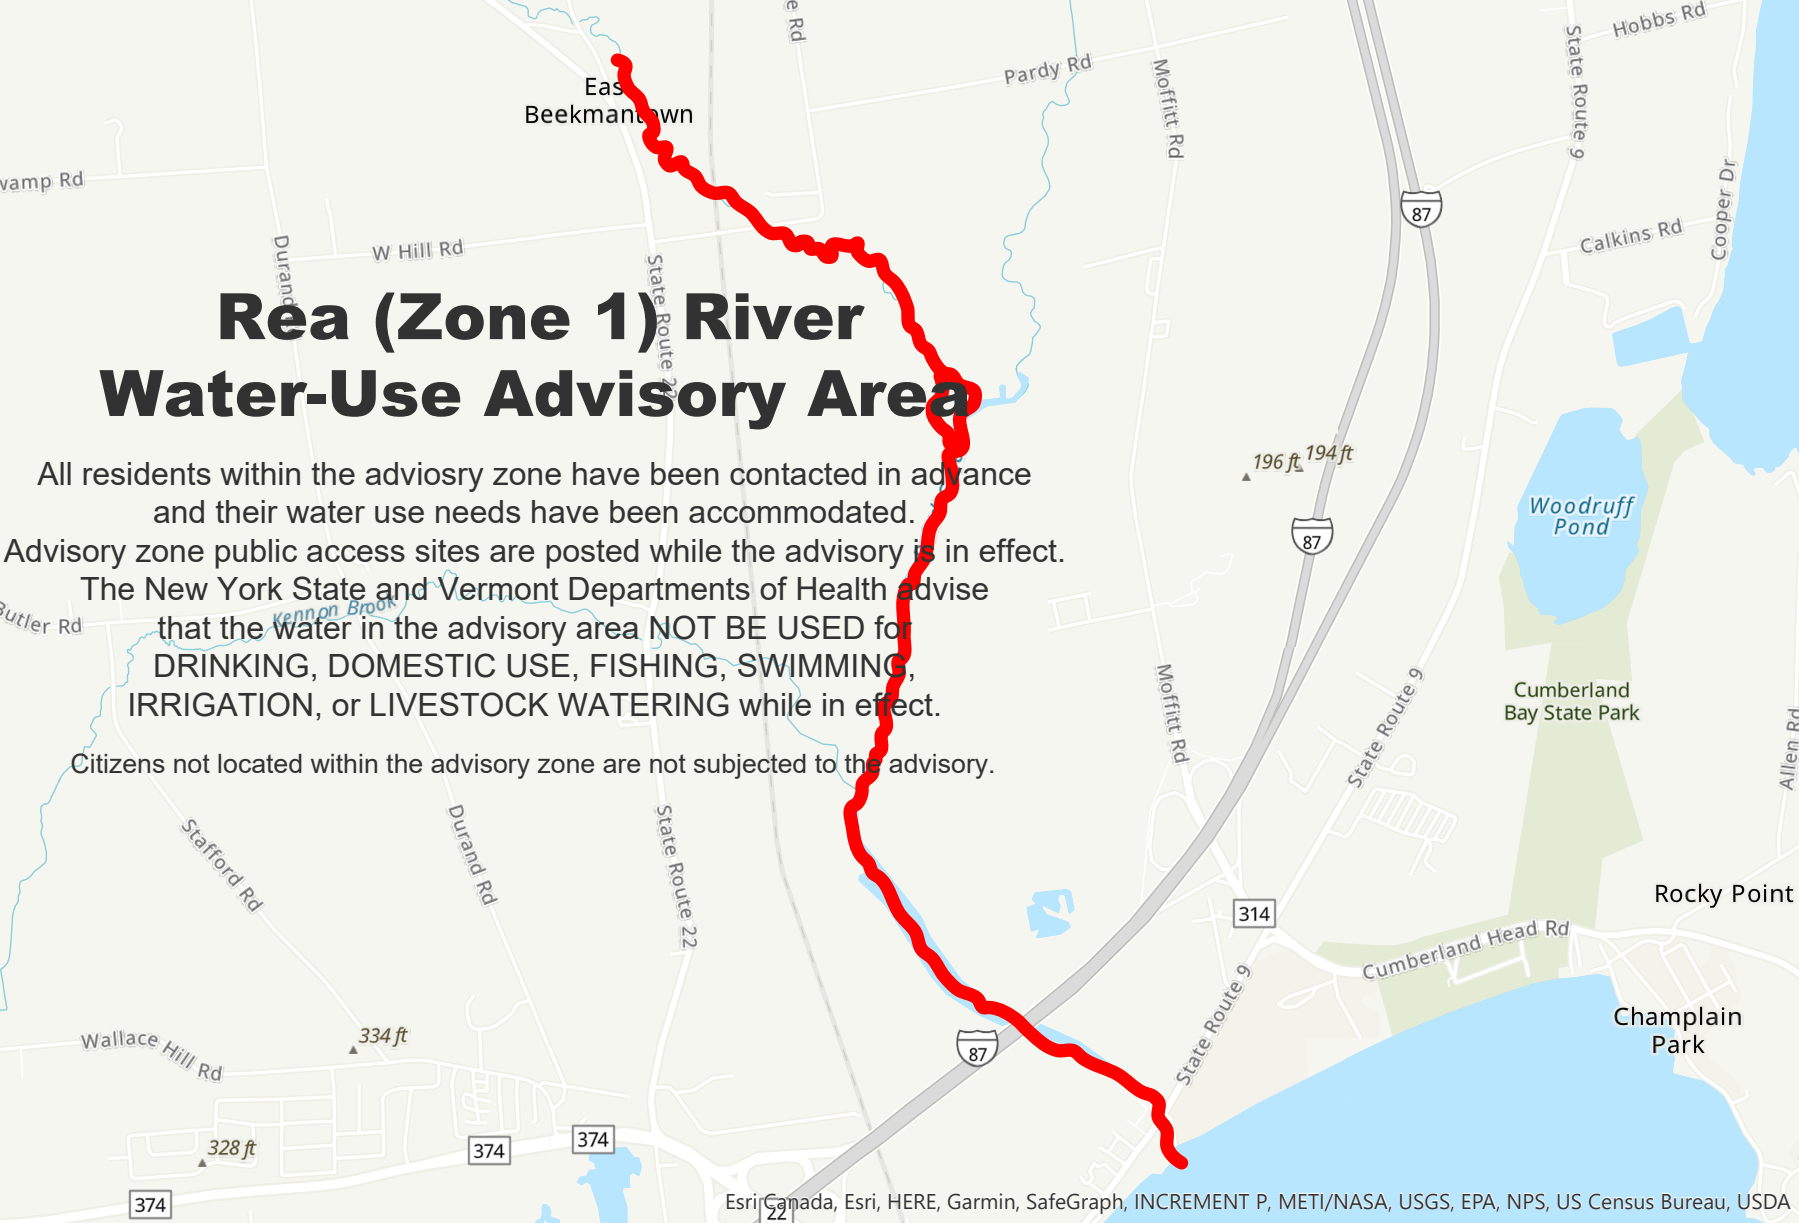 Hobbs Rd
Pardy Rd
Moffitt Rd
State Route 9
East
Beekmantown
Cooper Dr
87
Calkins Rd
W Hill Rd
Durand
State Route 22
Rea (Zone 1) River
Water-Use Advisory Area
All residents within the adviosry zone have been contacted in advance
and their water use needs have been accommodated.
Advisory zone public access sites are posted while the advisory is in effect.
The New York State and Vermont Departments of Health advise
that the water in the advisory area NOT BE USED for
DRINKING, DOMESTIC USE, FISHING, SWIMMING,
IRRIGATION, or LIVESTOCK WATERING while in effect.
Citizens not located within the advisory zone are not subjected to the advisory.
196 ft
194 ft
Woodruff
Pond
87
Kennon Brook
Butler Rd
Cumberland
Bay State Park
Moffitt Rd
State Route 9
Allen Rd
Stafford Rd
Durand Rd
State Route 22
Rocky Point
314
Cumberland Head Rd
State Route 9
Champlain
Park
Wallace Hill Rd
334 ft
87
328 ft
374
374
374
22
Esri Canada, Esri, HERE, Garmin, SafeGraph, INCREMENT P, METI/NASA, USGS, EPA, NPS, US Census Bureau, USDA